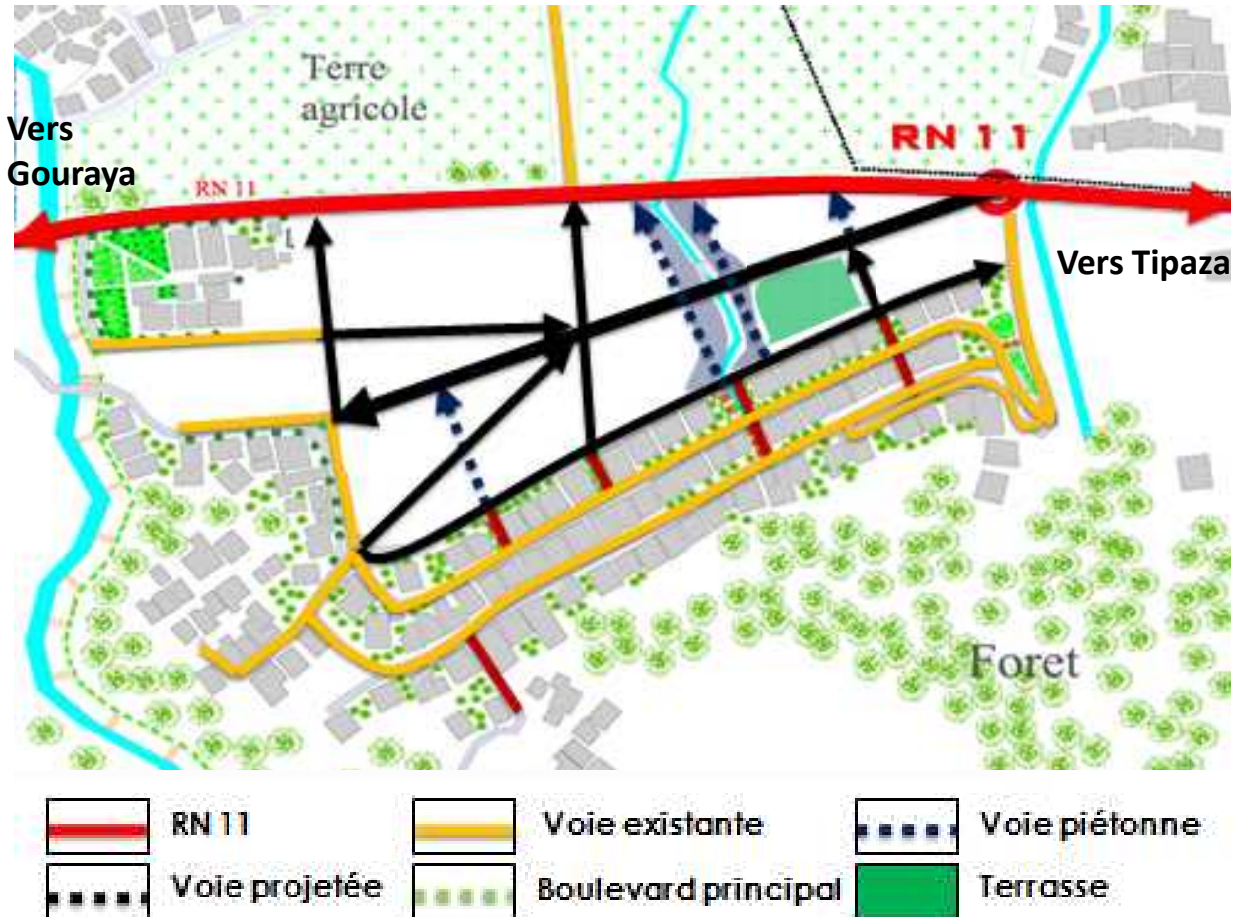 Terre
agricole
Vers
Gouraya
RN 11
RN 11
Vers Tipaza
Foret
RN 11
Voie existante
Voie piétonne
Voie projetée
Boulevard principal
Terrasse